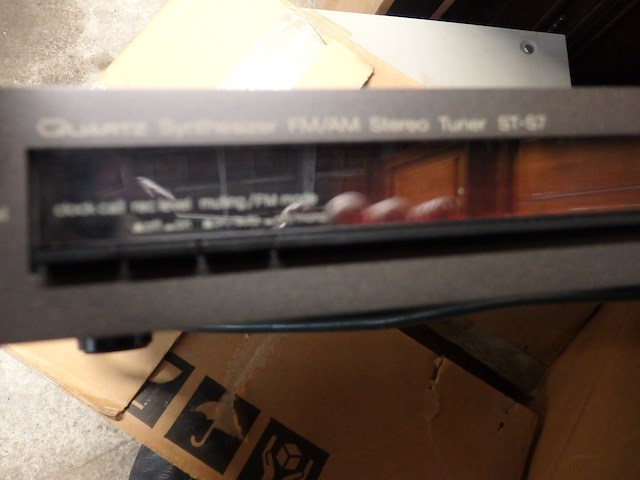 QUARTZ Synthesizer FM/AM Stereo Tuner ST-S7
clock call rec level muting/FM mode